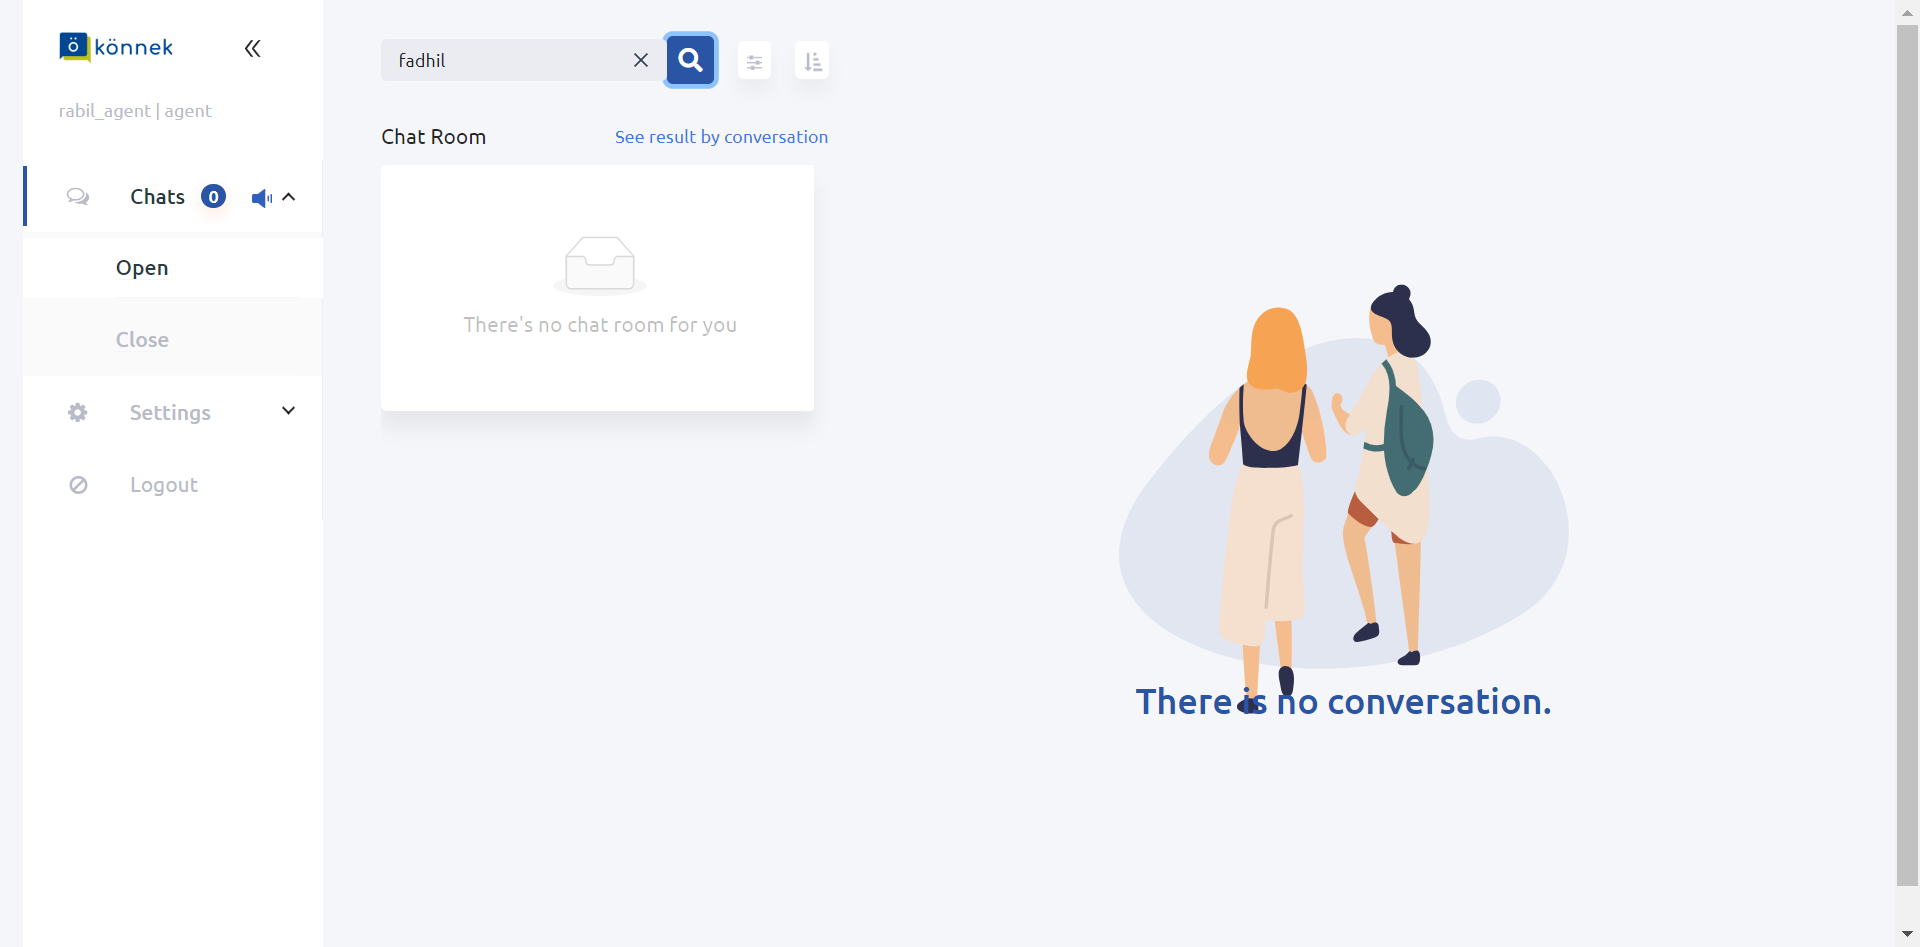 könnek
rabil_agent | agent
Chats 0
Open
Close
Settings
Logout
fadhil
Chat Room
See result by conversation
There's no chat room for you
There is no conversation.